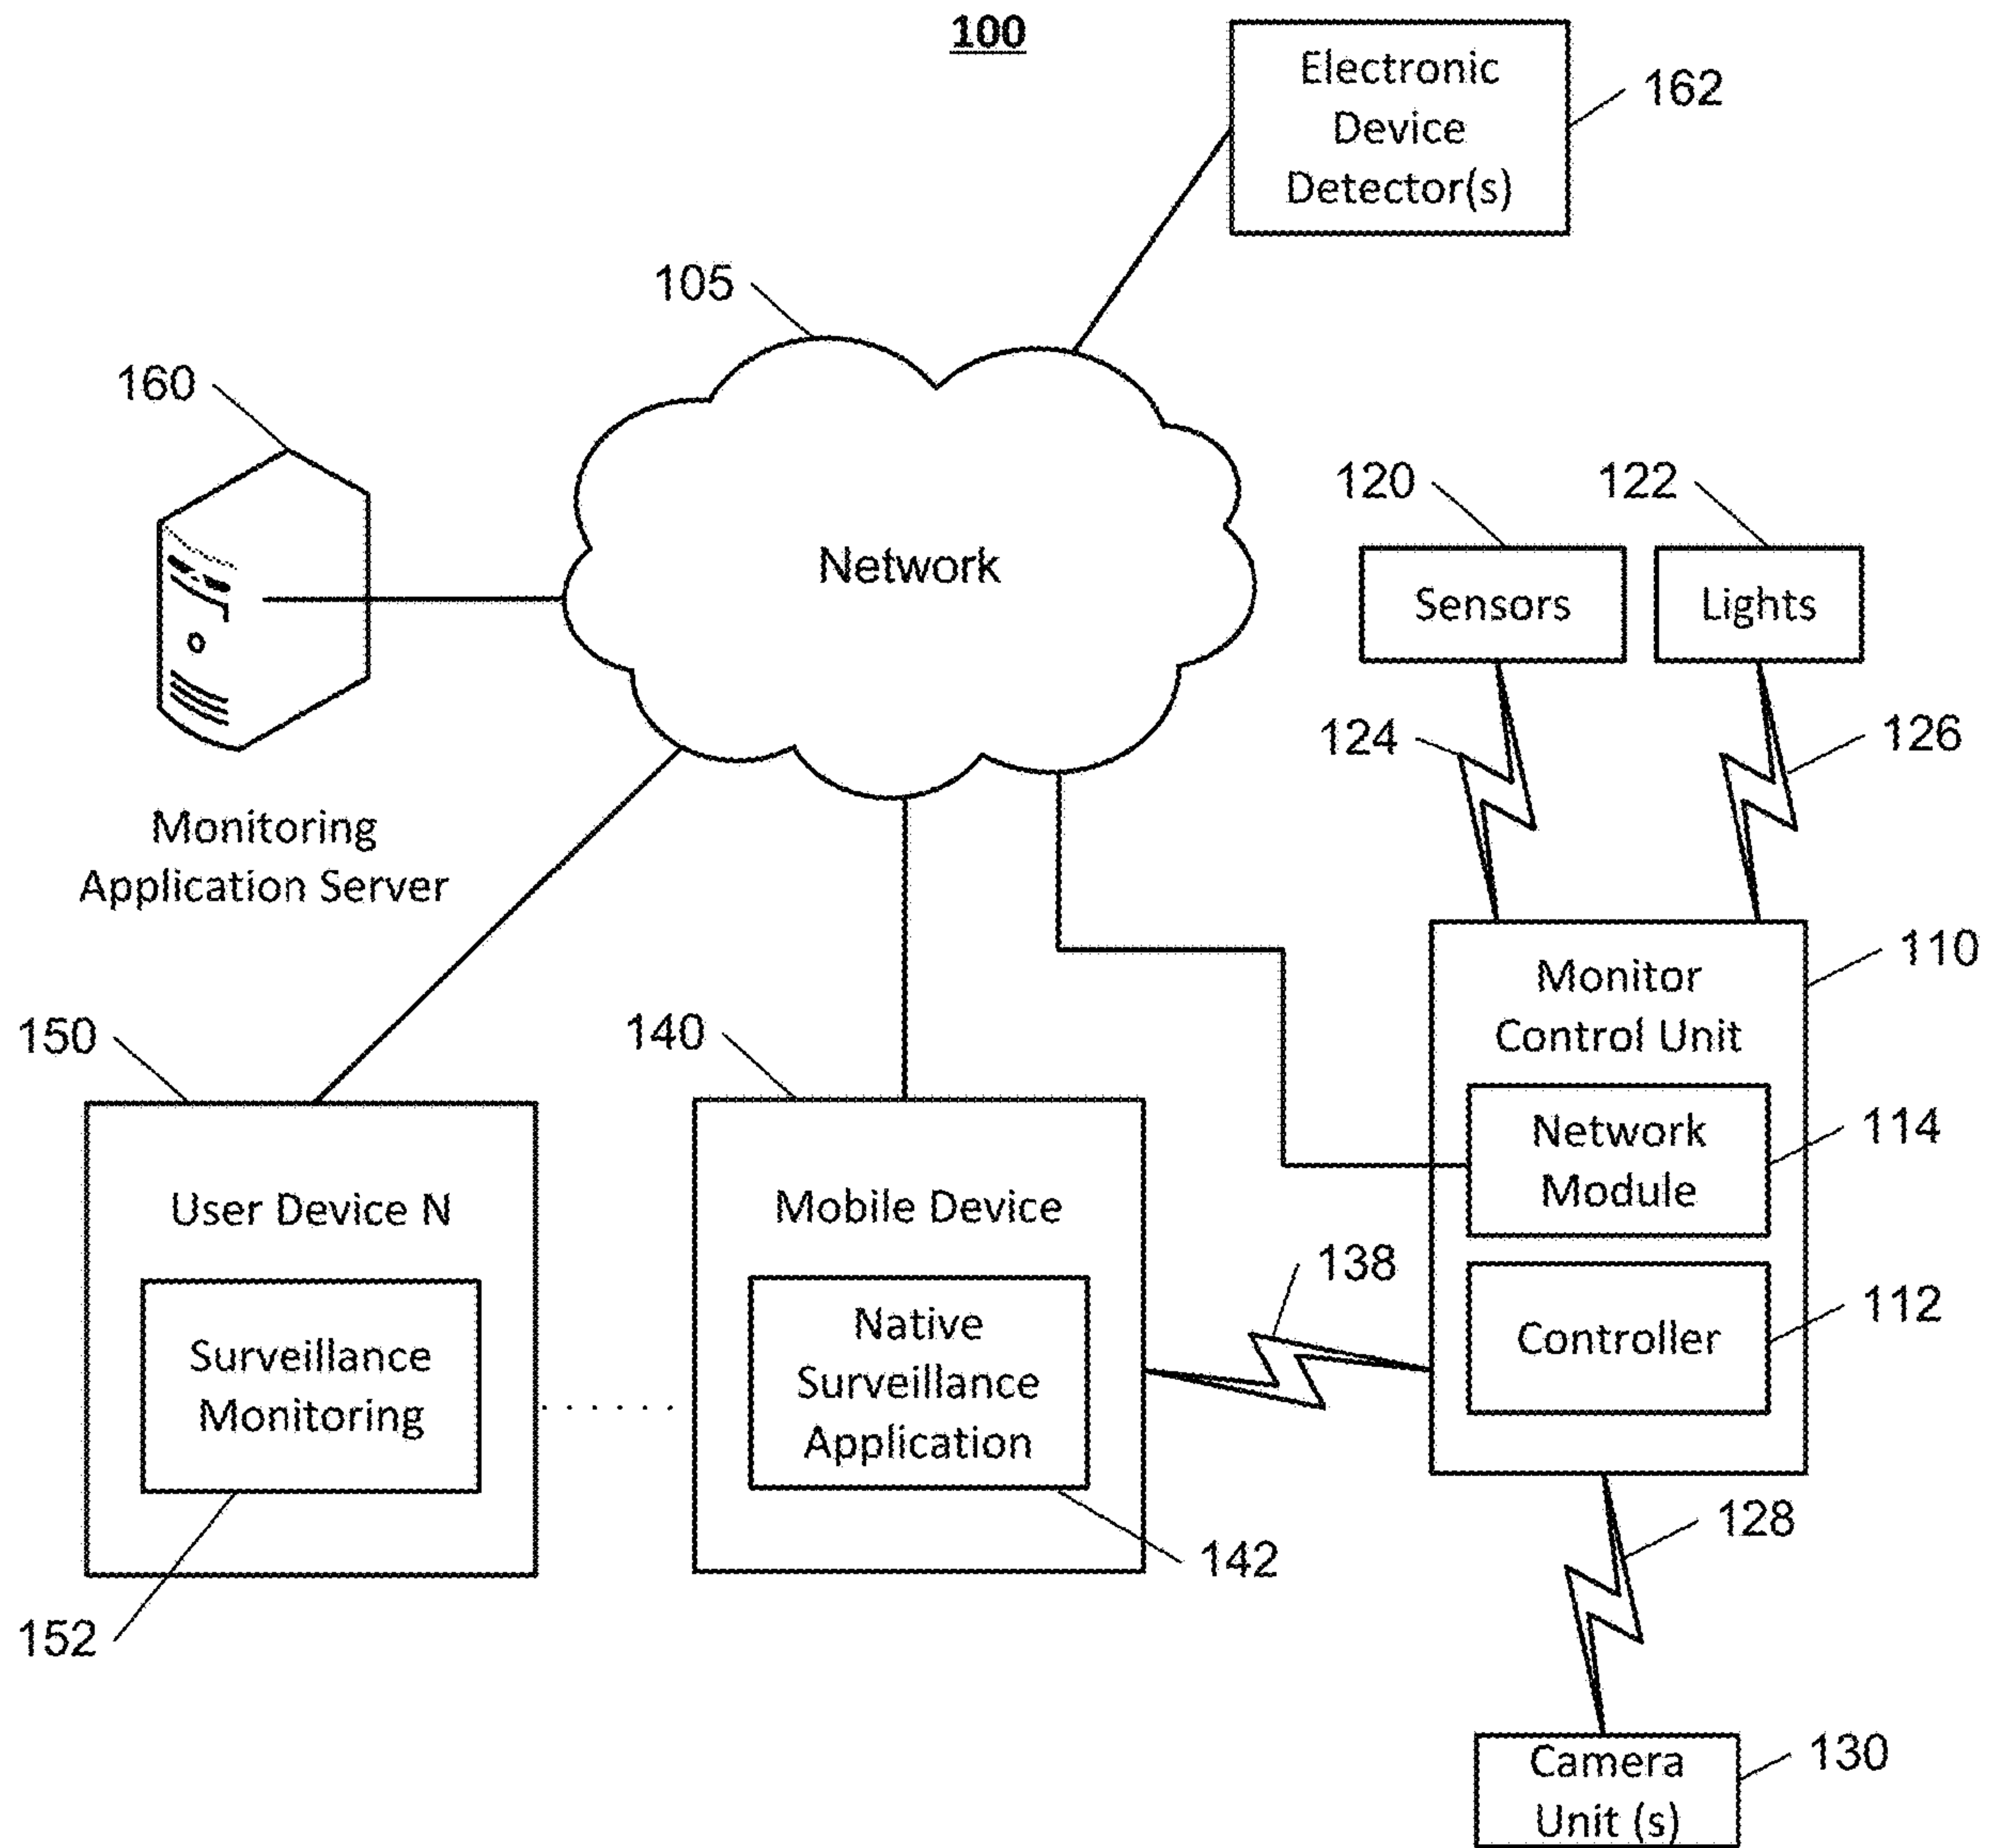 100
Electronic
Device
Detector(s)
162
105
160
Network
120
122
Sensors
Lights
124
126
Monitoring
Application Server
110
Monitor
Control Unit
150
140
Network
Module
114
User Device N
Mobile Device
138
112
Controller
Surveillance
Monitoring
Native
Surveillance
Application
128
142
152
Camera
Unit (s)
130